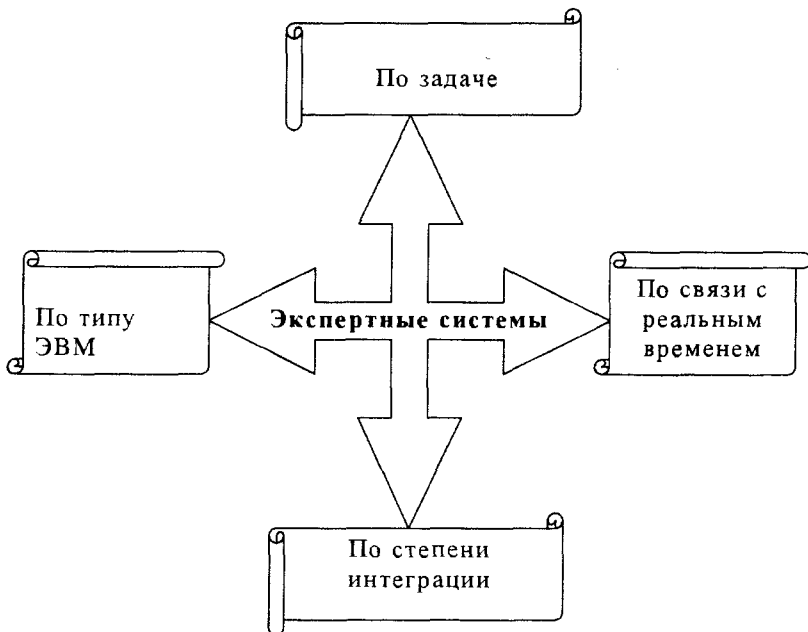 По задаче
По типу
ЭВМ
Экспертные системы
По связи с
реальным
временем
По степени
интеграции